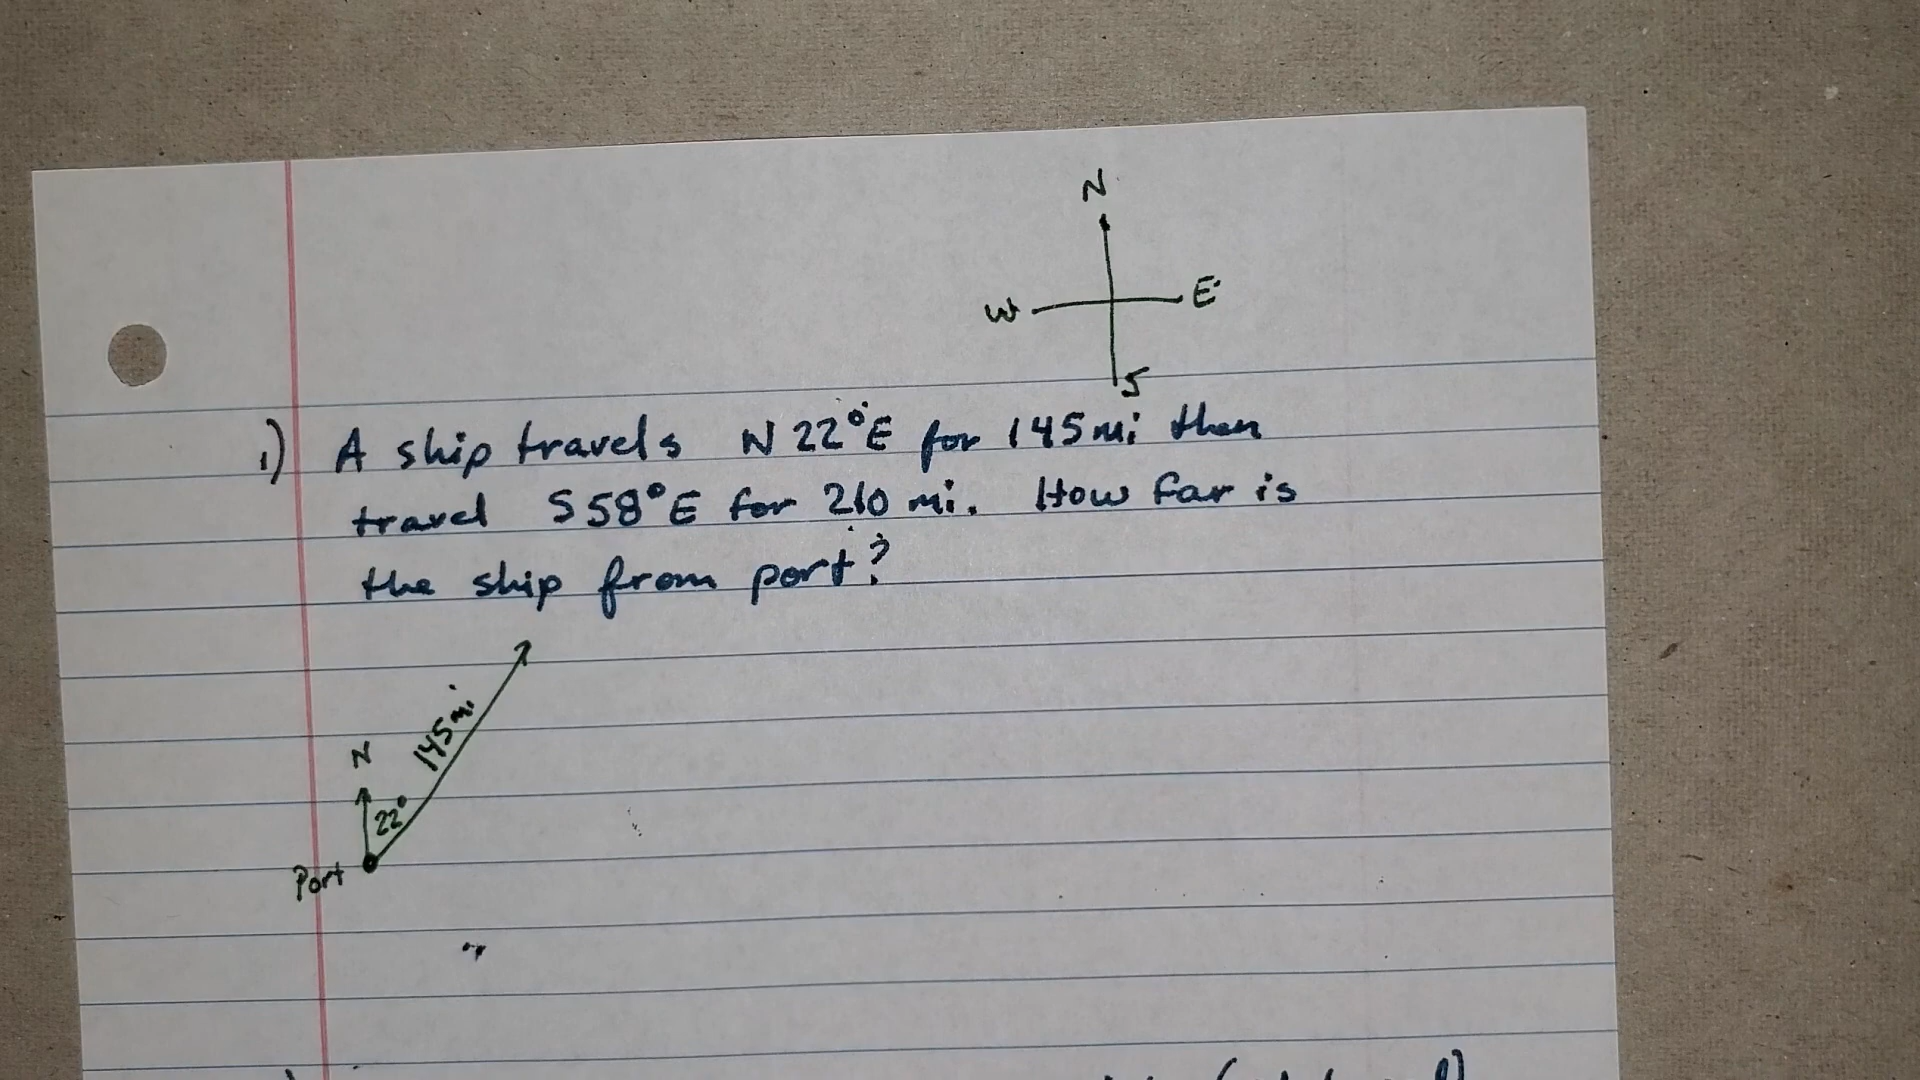 N
W E
S
1) A ship travels N 22°E for 145 mi then
travel S 58° E for 210 mi. How far is
the ship from port?
145 mi
N
22°
Port